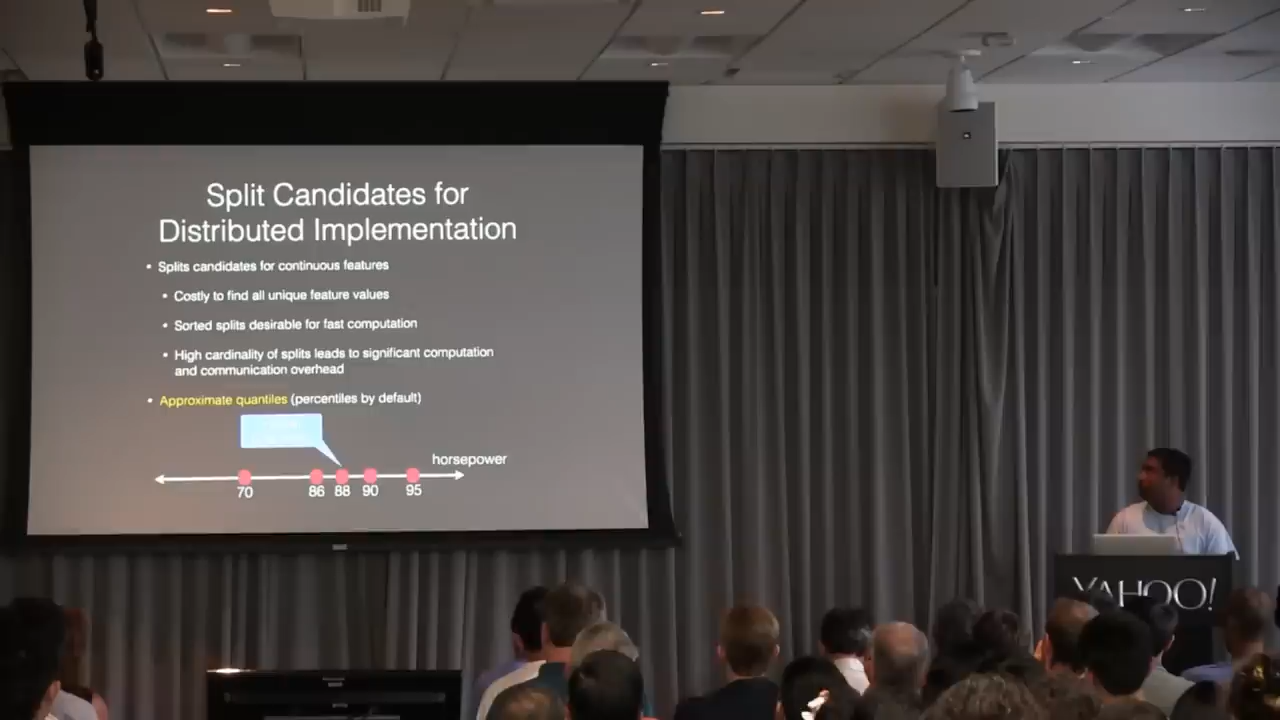 Split Candidates for
Distributed Implementation
• Splits candidates for continuous features
• Costly to find all unique feature values
• Sorted splits desirable for fast computation
• High cardinality of splits leads to significant computation
and communication overhead
• Approximate quantiles (percentiles by default)
horsepower
70 86 88 90 95
YAHOO!